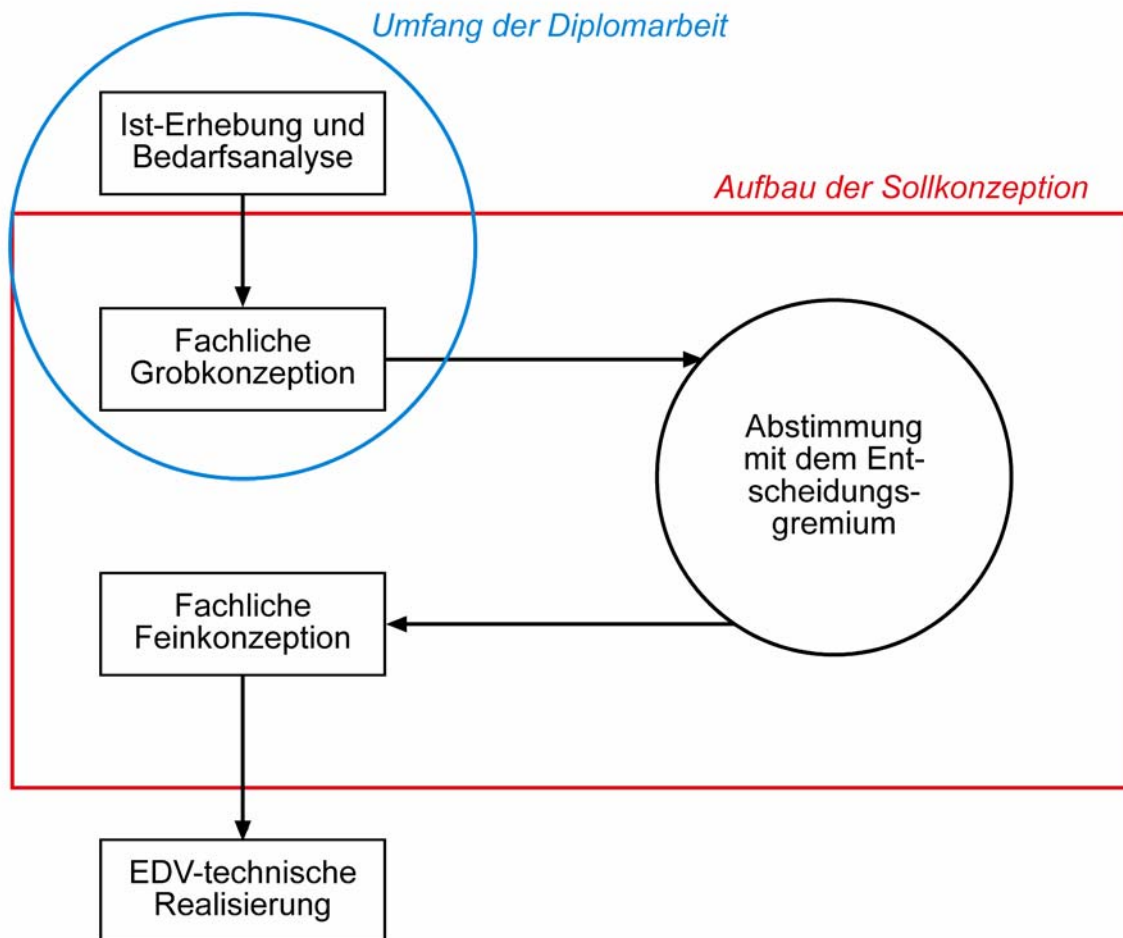 Umfang der Diplomarbeit
Ist-Erhebung und
Bedarfsanalyse
Aufbau der Sollkonzeption
Fachliche
Grobkonzeption
Abstimmung
mit dem Ent-
scheidungs-
gremium
Fachliche
Feinkonzeption
EDV-technische
Realisierung